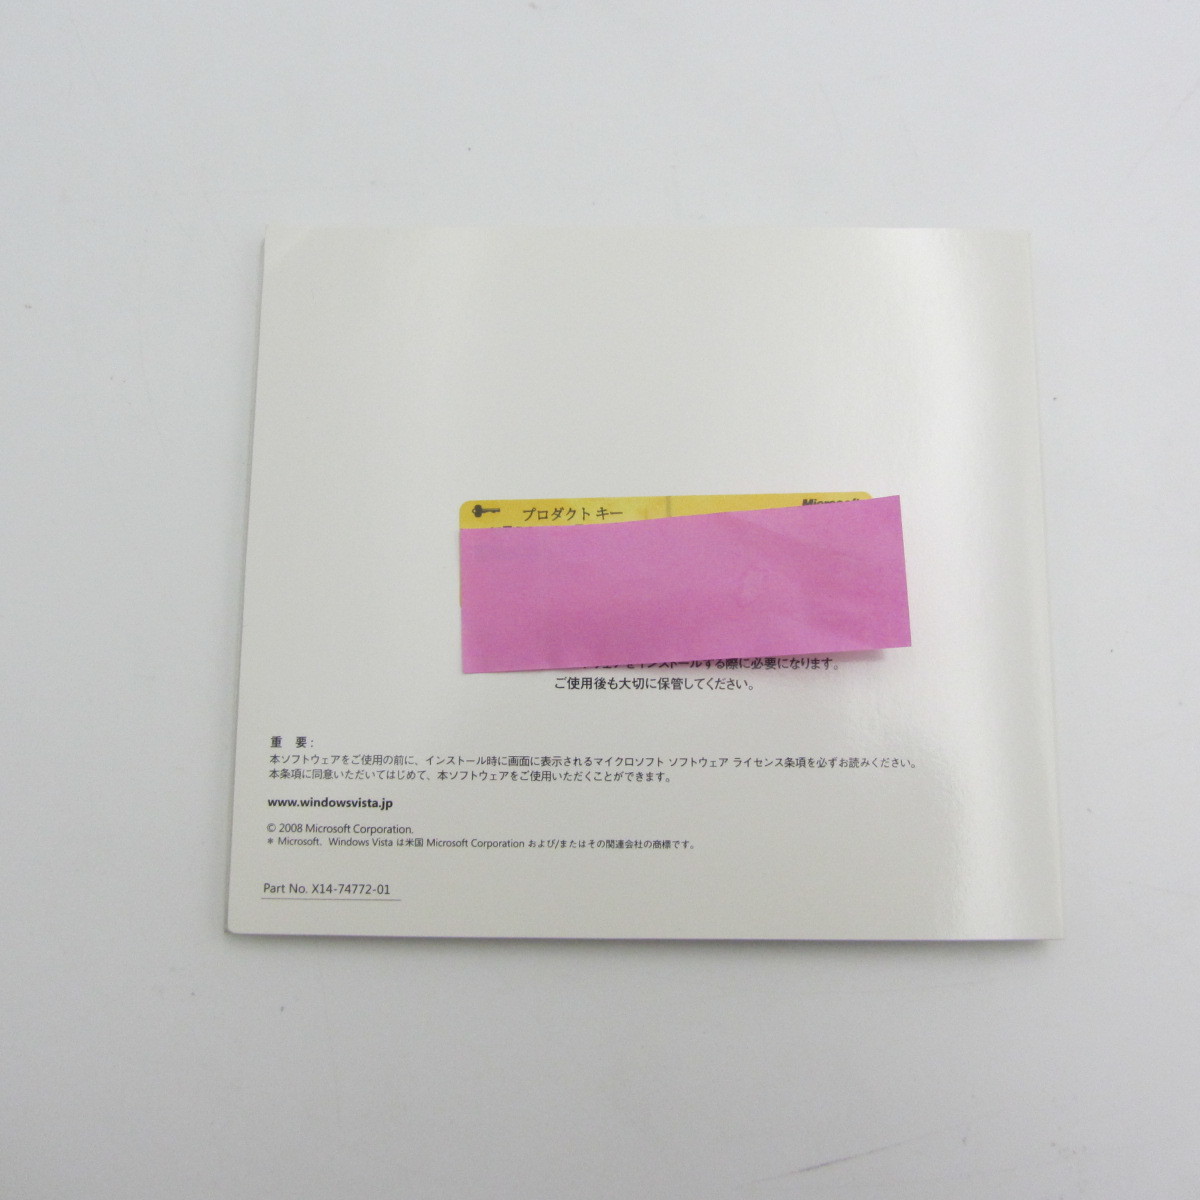 プロダクト キー
Microsoft
インストールする際に必要になります。
ご使用後も大切に保管してください。
重 要:
本ソフトウェアをご使用の前に、インストール時に画面に表示されるマイクロソフト ソフトウェア ライセンス条項を必ずお読みください。
本条項に同意いただいてはじめて、本ソフトウェアをご使用いただくことができます。
www.windowsvista.jp
© 2008 Microsoft Corporation.
* Microsoft、Windows Vista は米国 Microsoft Corporation および/またはその関連会社の商標です。
Part No. X14-74772-01